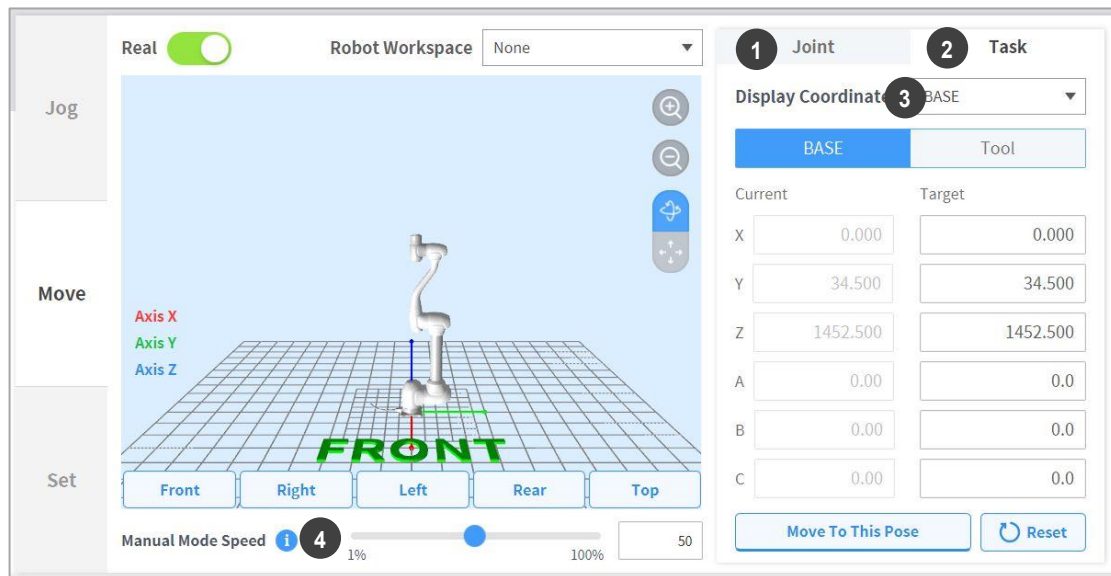 Jog
Move
Set
Real
Robot Workspace None
Axis X
Axis Y
Axis Z
FRONT
Front Right Left Rear Top
Manual Mode Speed i 4 1% 100% 50
1 Joint 2 Task
Display Coordinate 3 BASE
BASE Tool
Current Target
X 0.000 0.000
Y 34.500 34.500
Z 1452.500 1452.500
A 0.00 0.0
B 0.00 0.0
C 0.00 0.0
Move To This Pose Reset